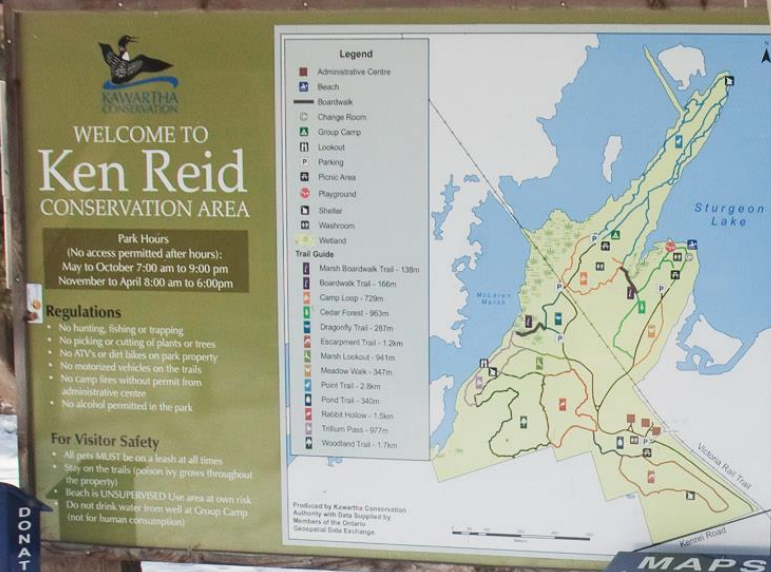 KAWARTHA
CONSERVATION
WELCOME TO
Ken Reid
CONSERVATION AREA
Park Hours
(No access permitted after hours):
May to October 7:00 am to 9:00 pm
November to April 8:00 am to 6:00pm
Regulations
• No hunting, fishing or trapping
• No picking or cutting of plants or trees
• No ATV's or dirt bikes on park property
• No motorized vehicles on the trails
• No camp fires without permit from
administrative centre
• No alcohol permitted in the park
For Visitor Safety
• All pets MUST be on a leash at all times
• Stay on the trails (poison ivy grows throughout
the property)
• Beach is UNSUPERVISED Use area at own risk
• Do not drink water from well at Group Camp
(not for human consumption)
Legend
Administrative Centre
Beach
Boardwalk
Change Room
Group Camp
Lookout
P Parking
Picnic Area
Playground
Shelter
Washroom
Wetland
Trail Guide
Marsh Boardwalk Trail - 138m
Boardwalk Trail - 166m
Camp Loop - 729m
Cedar Forest - 963m
Dragonfly Trail - 287m
Escarpment Trail - 1.2km
Marsh Lookout - 941m
Meadow Walk - 347m
Point Trail - 2.8km
Pond Trail - 340m
Rabbit Hollow - 1.5km
Trillium Pass - 977m
Woodland Trail - 1.7km
Produced by Kawartha Conservation
Authority with Data Supplied by
Members of the Ontario
Geospatial Data Exchange.
Sturgeon
Lake
McLaren
Marsh
P
P
P
P
P
Victoria Rail Trail
Kenrei Road
DONAT
MAPS